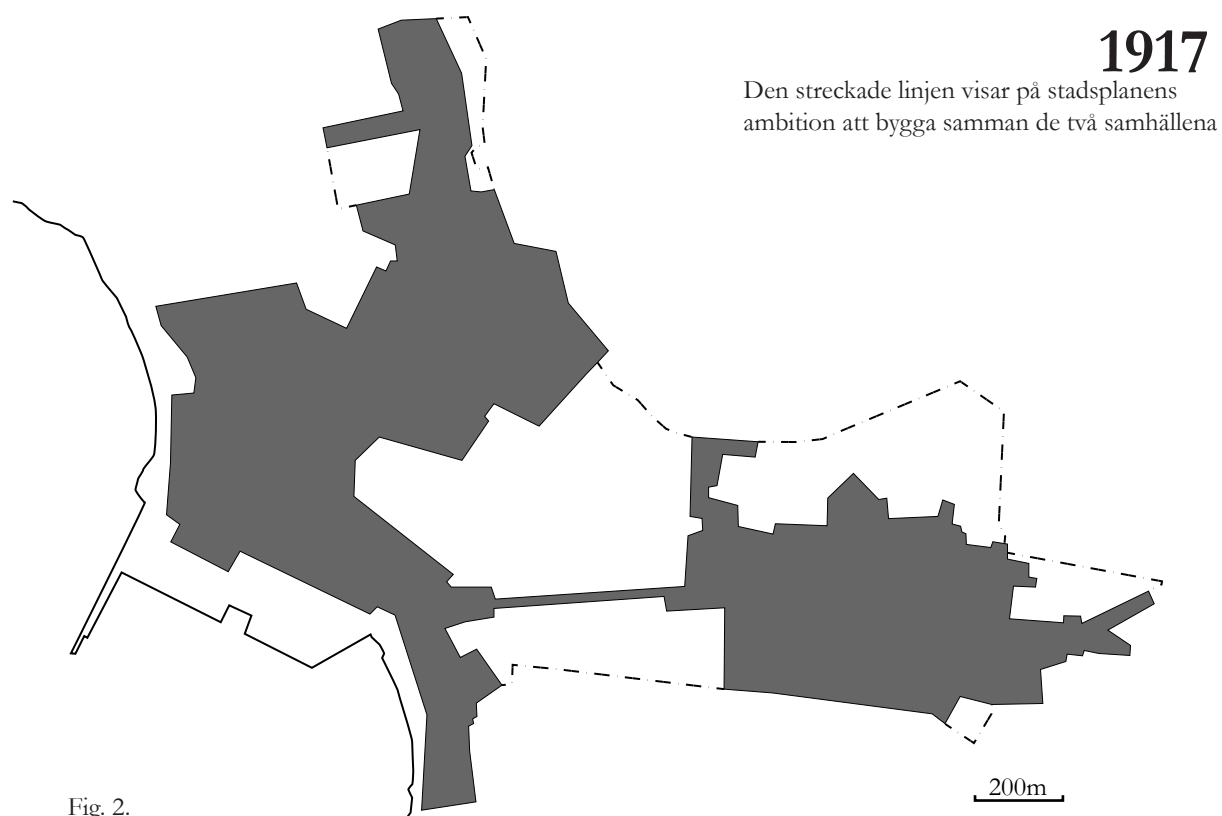 1917
Den streckade linjen visar på stadsplanens
ambition att bygga samman de två samhällena
200m
Fig. 2.